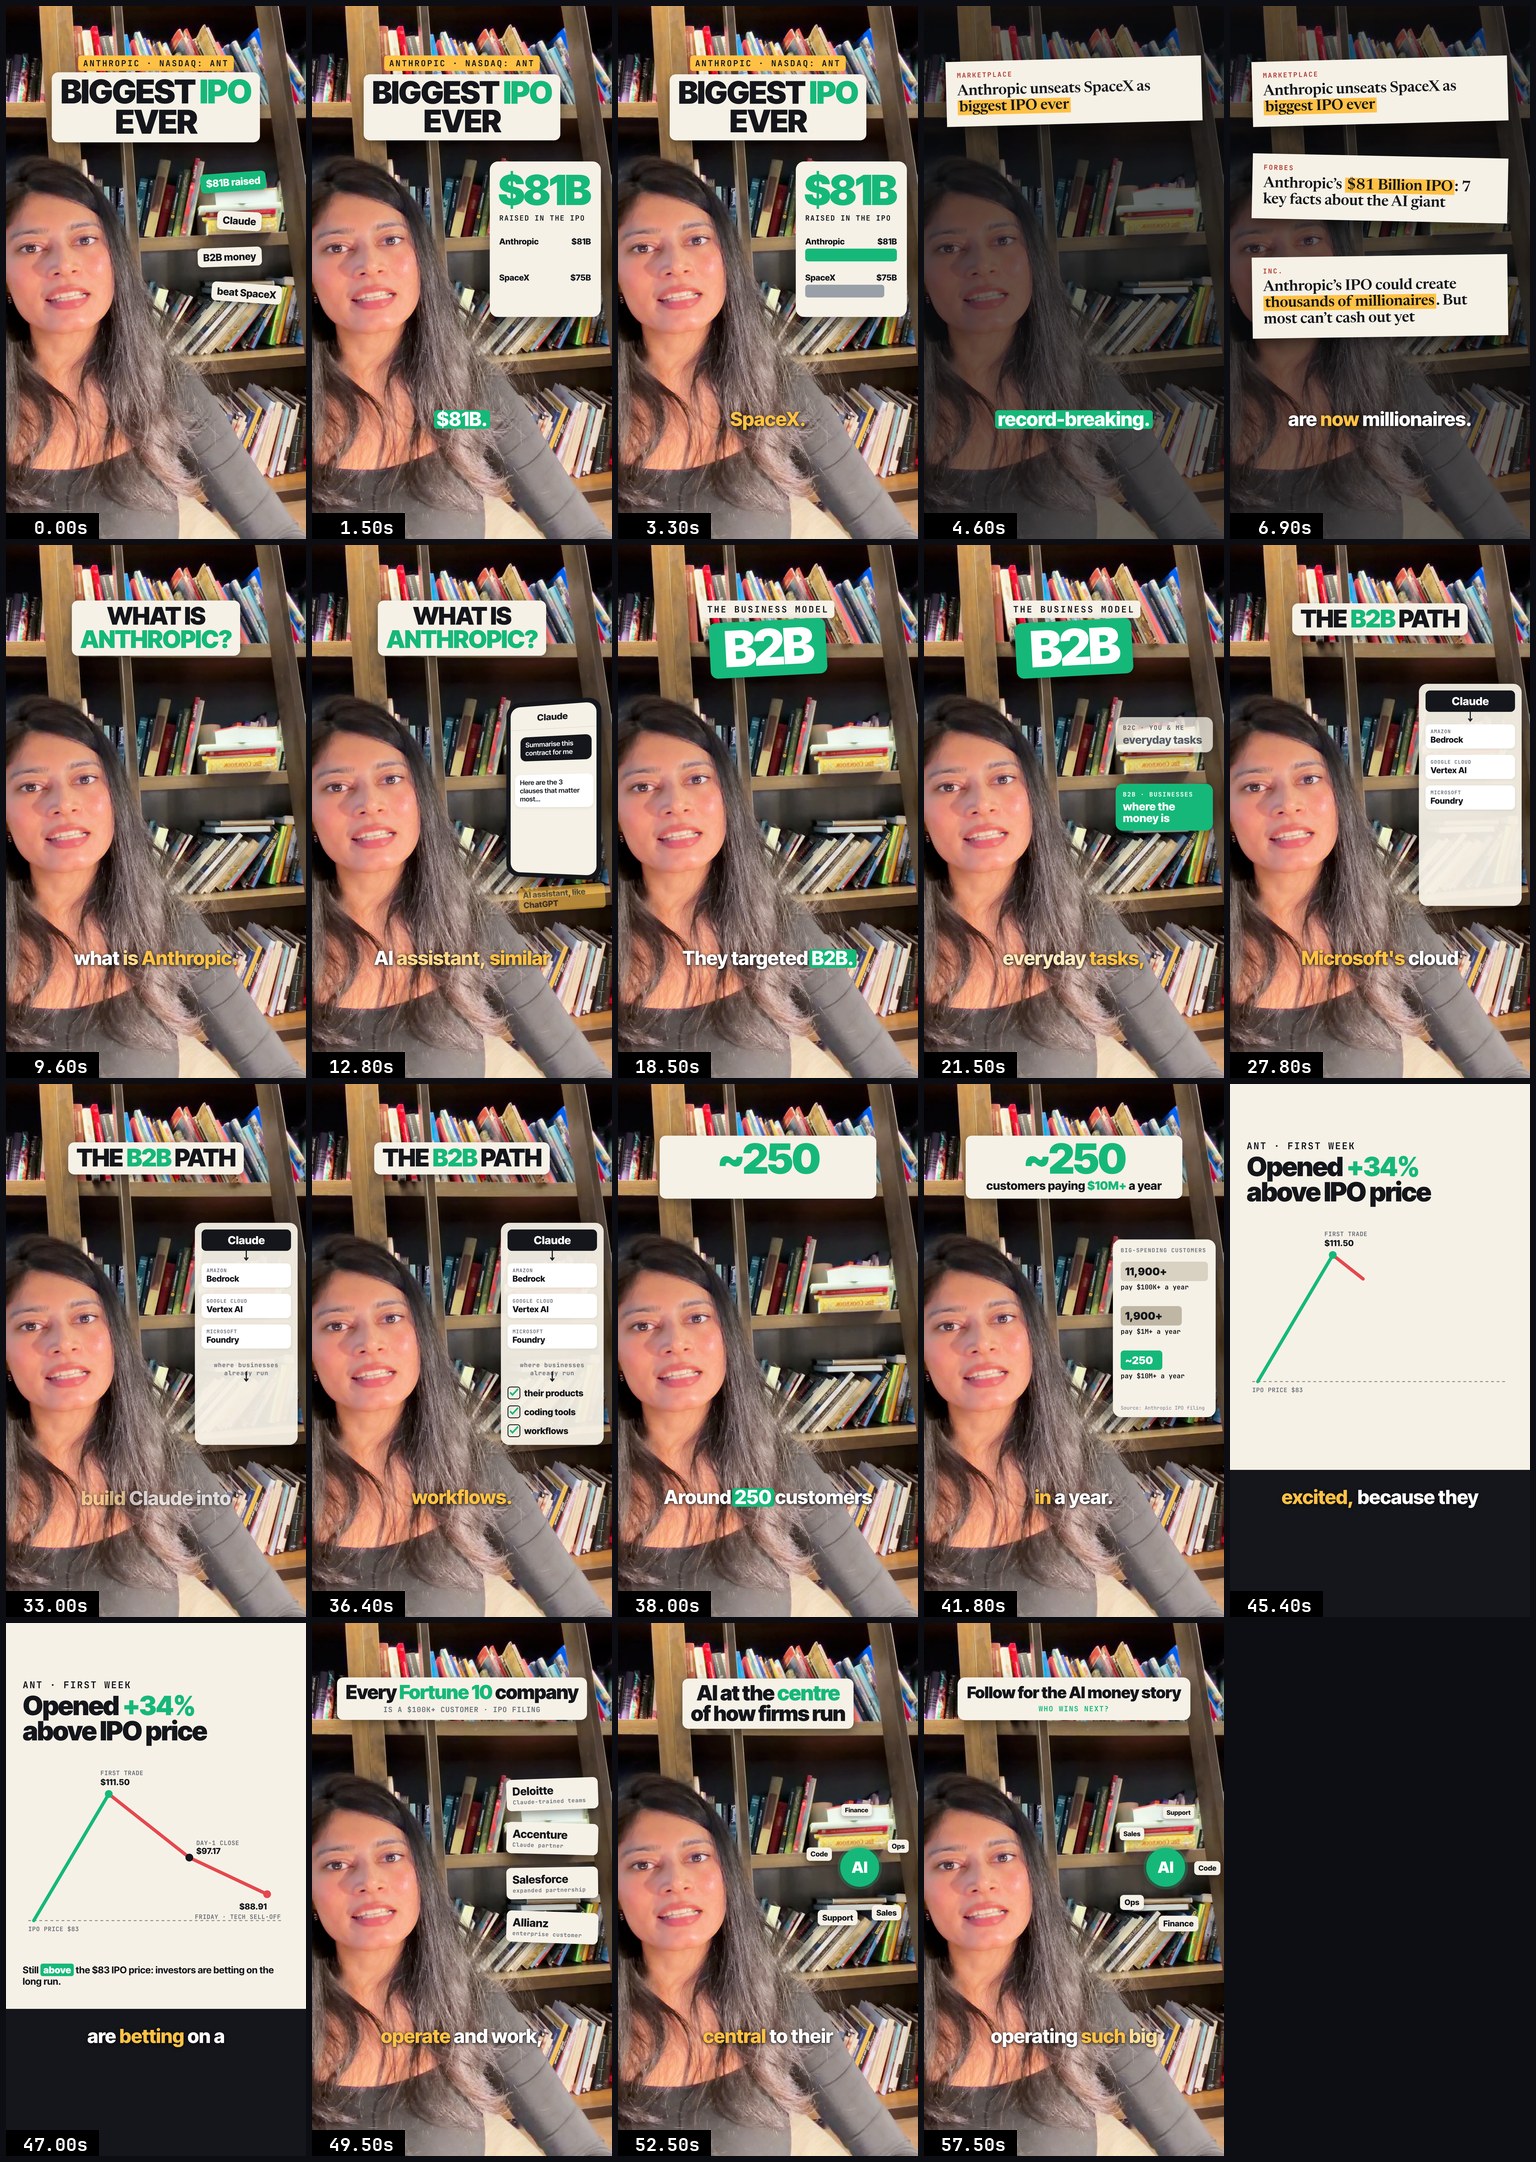 ANTHROPIC · NASDAQ: ANT
BIGGEST IPO
EVER
$81B raised
Claude
B2B money
beat SpaceX
0.00s
ANTHROPIC · NASDAQ: ANT
BIGGEST IPO
EVER
$81B
RAISED IN THE IPO
Anthropic $81B
SpaceX $75B
$81B.
1.50s
ANTHROPIC · NASDAQ: ANT
BIGGEST IPO
EVER
$81B
RAISED IN THE IPO
Anthropic $81B
SpaceX $75B
SpaceX.
3.30s
MARKETPLACE
Anthropic unseats SpaceX as
biggest IPO ever
record-breaking.
4.60s
MARKETPLACE
Anthropic unseats SpaceX as
biggest IPO ever
FORBES
Anthropic's $81 Billion IPO: 7
key facts about the AI giant
INC.
Anthropic's IPO could create
thousands of millionaires. But
most can't cash out yet
are now millionaires.
6.90s
WHAT IS
ANTHROPIC?
what is Anthropic.
9.60s
WHAT IS
ANTHROPIC?
Claude
Summarise this
contract for me
Here are the 3
clauses that matter
most...
AI assistant, like
ChatGPT
AI assistant, similar
12.80s
THE BUSINESS MODEL
B2B
They targeted B2B.
18.50s
THE BUSINESS MODEL
B2B
B2C · YOU & ME
everyday tasks
B2B · BUSINESSES
where the
money is
everyday tasks,
21.50s
THE B2B PATH
Claude
AMAZON
Bedrock
GOOGLE CLOUD
Vertex AI
MICROSOFT
Foundry
Microsoft's cloud
27.80s
THE B2B PATH
Claude
AMAZON
Bedrock
GOOGLE CLOUD
Vertex AI
MICROSOFT
Foundry
where businesses
already run
build Claude into
33.00s
THE B2B PATH
Claude
AMAZON
Bedrock
GOOGLE CLOUD
Vertex AI
MICROSOFT
Foundry
where businesses
already run
their products
coding tools
workflows
workflows.
36.40s
~250
Around 250 customers
38.00s
~250
customers paying $10M+ a year
BIG-SPENDING CUSTOMERS
11,900+
pay $100K+ a year
1,900+
pay $1M+ a year
~250
pay $10M+ a year
Source: Anthropic IPO filing
in a year.
41.80s
ANT · FIRST WEEK
Opened +34%
above IPO price
FIRST TRADE
$111.50
IPO PRICE $83
excited, because they
45.40s
ANT · FIRST WEEK
Opened +34%
above IPO price
FIRST TRADE
$111.50
DAY-1 CLOSE
$97.17
$88.91
FRIDAY · TECH SELL-OFF
IPO PRICE $83
Still above the $83 IPO price: investors are betting on the
long run.
are betting on a
47.00s
Every Fortune 10 company
IS A $100K+ CUSTOMER · IPO FILING
Deloitte
Claude-trained teams
Accenture
Claude partner
Salesforce
expanded partnership
Allianz
enterprise customer
operate and work,
49.50s
AI at the centre
of how firms run
Finance
Ops
Code
AI
Support
Sales
central to their
52.50s
Follow for the AI money story
WHO WINS NEXT?
Support
Sales
AI
Code
Ops
Finance
operating such big
57.50s